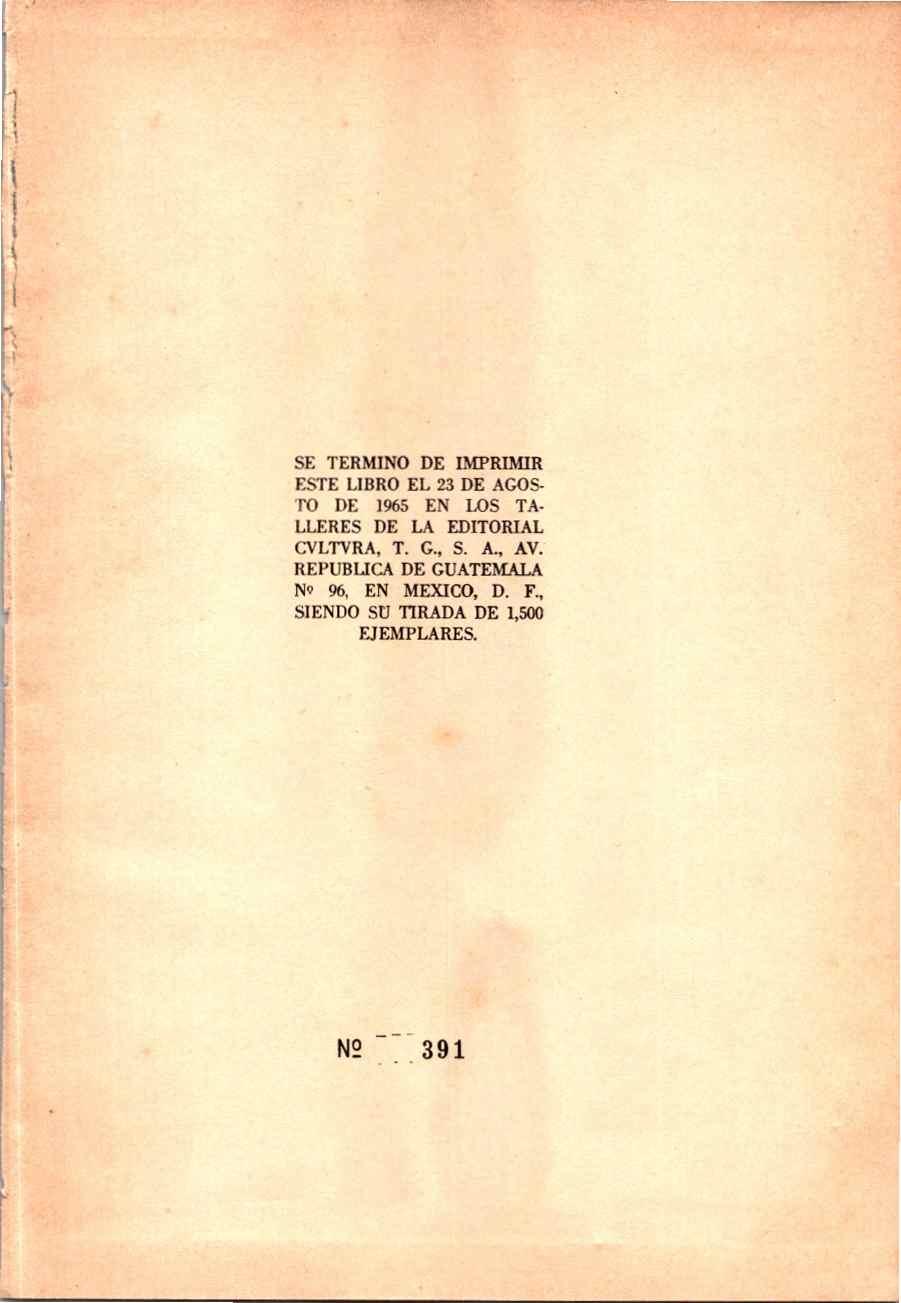 SE TERMINO DE IMPRIMIR
ESTE LIBRO EL 23 DE AGOS-
TO DE 1965 EN LOS TA-
LLERES DE LA EDITORIAL
CVLTVRA, T. G., S. A., AV.
REPUBLICA DE GUATEMALA
Nº 96, EN MEXICO, D. F.,
SIENDO SU TIRADA DE 1,500
EJEMPLARES.
Nº 391